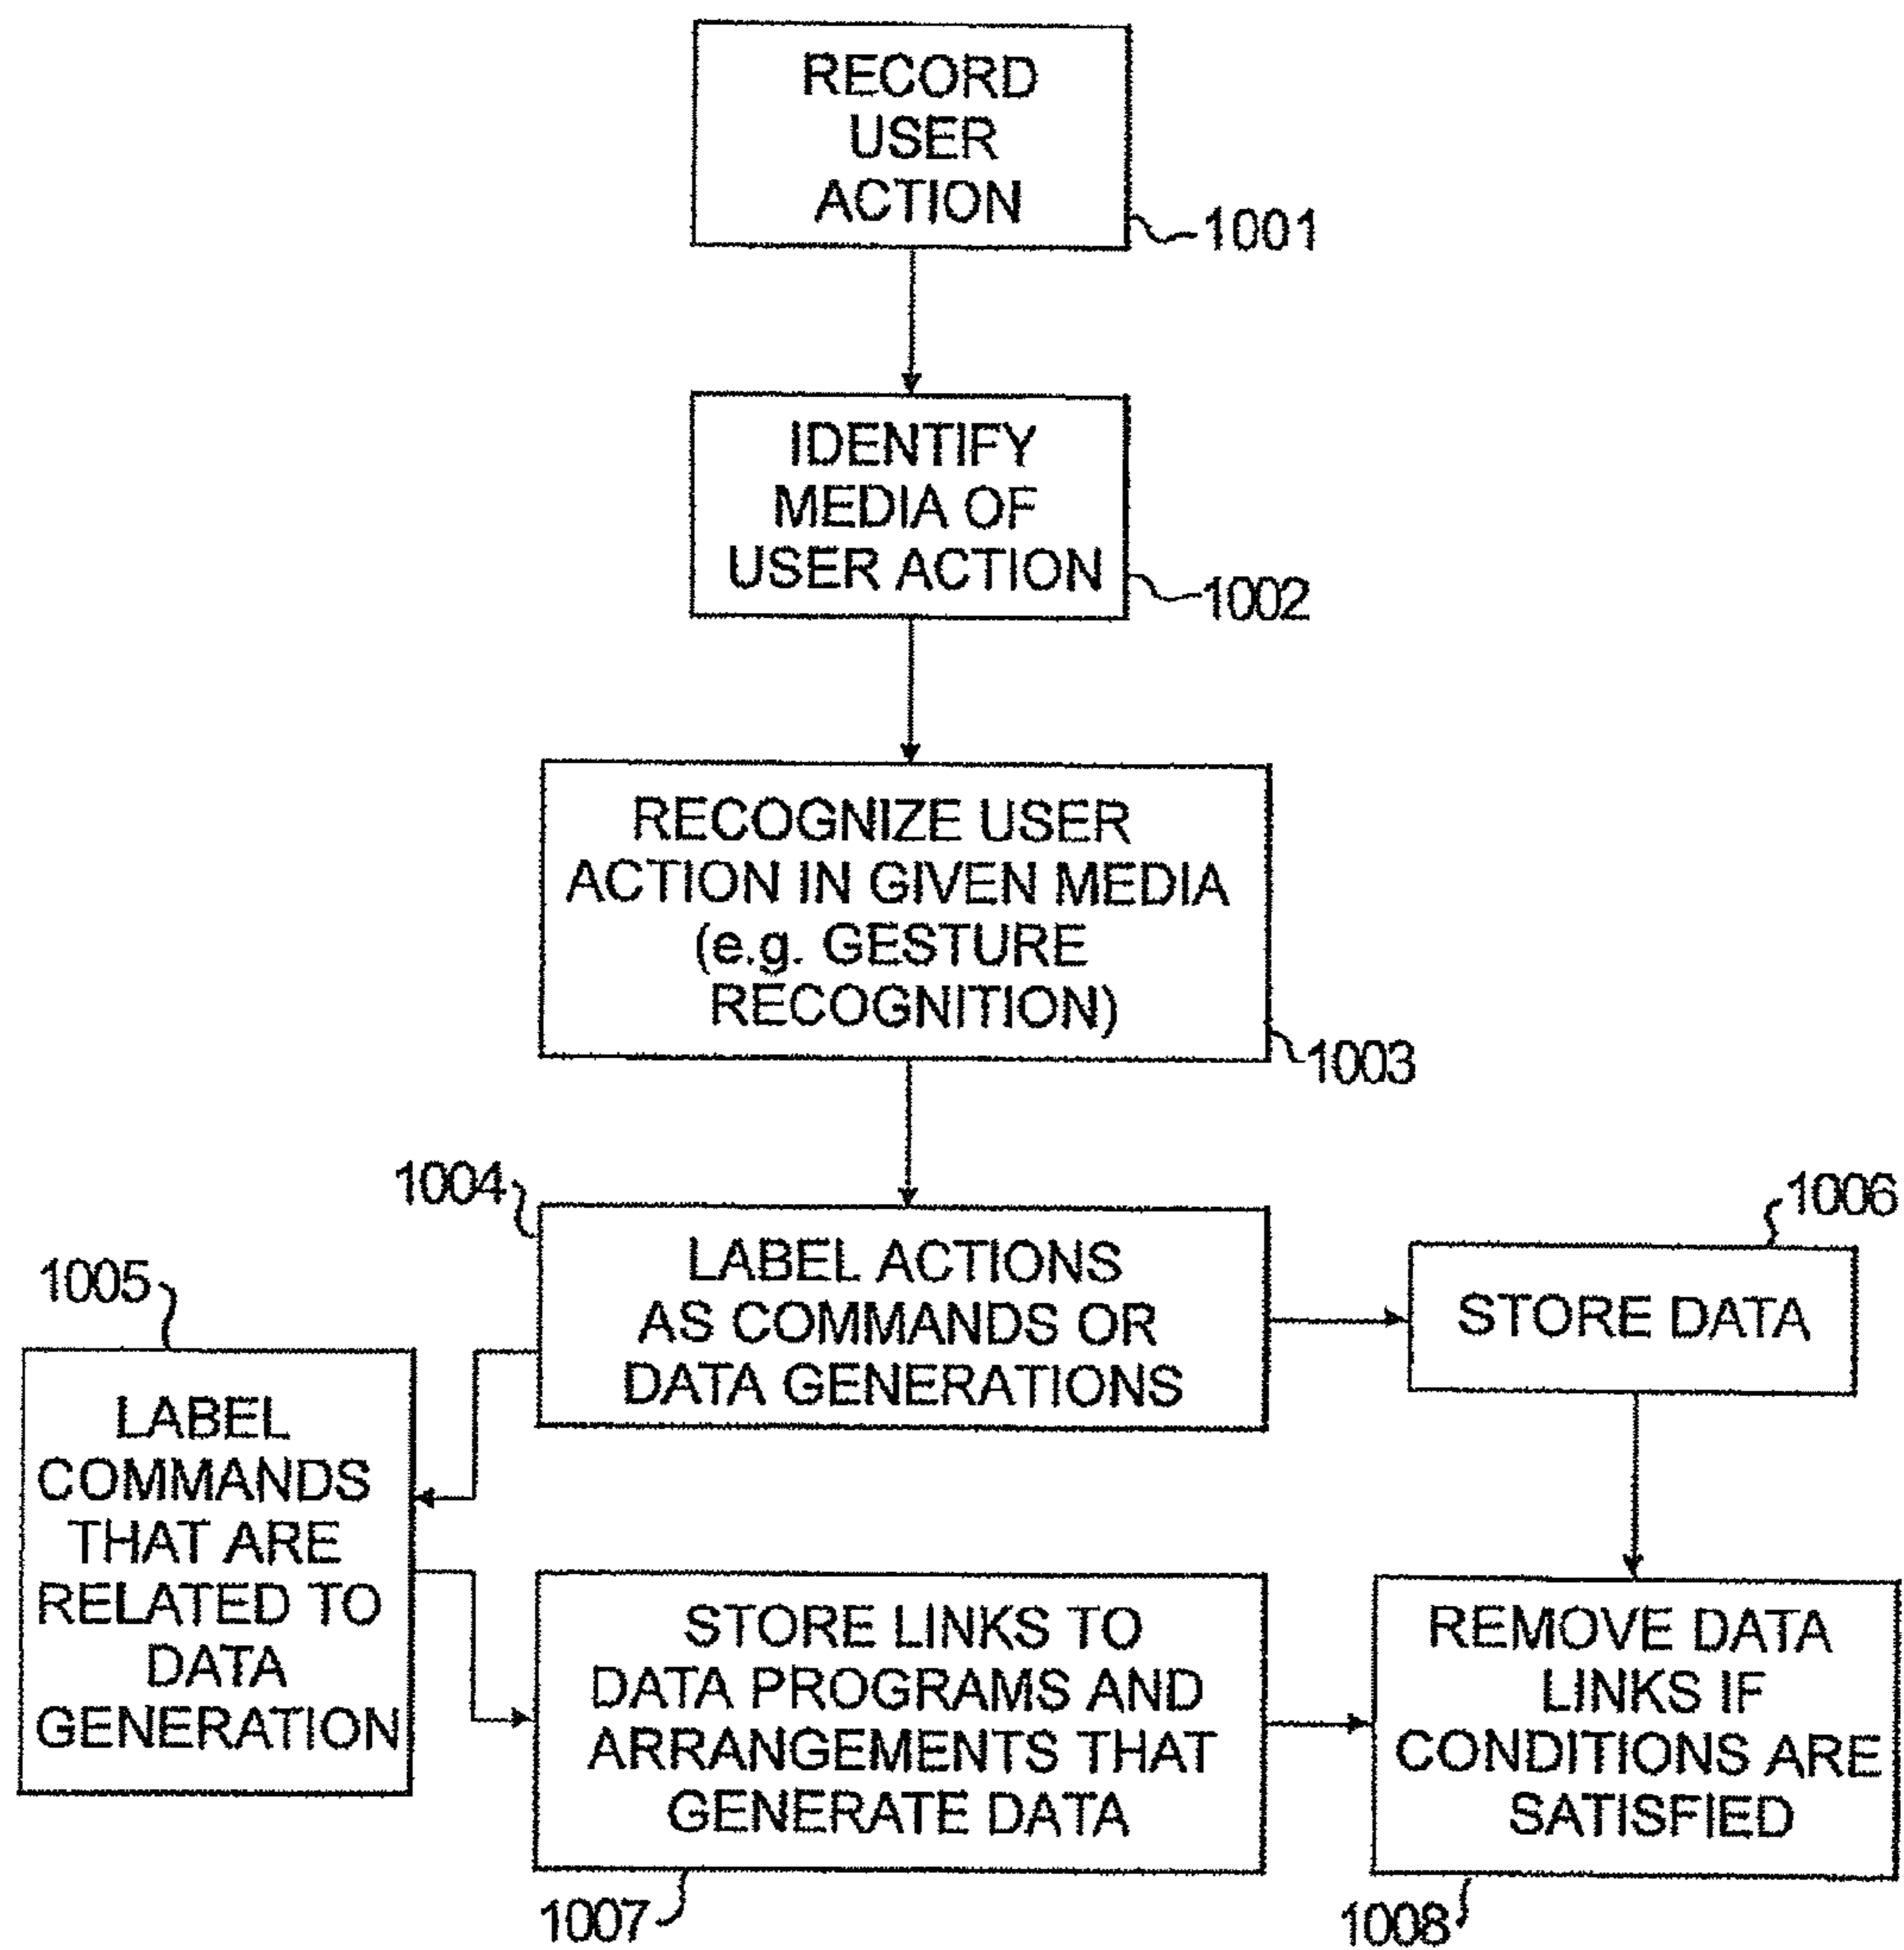 RECORD
USER
ACTION
1001
IDENTIFY
MEDIA OF
USER ACTION
1002
RECOGNIZE USER
ACTION IN GIVEN MEDIA
(e.g. GESTURE
RECOGNITION)
1003
1004
LABEL ACTIONS
AS COMMANDS OR
DATA GENERATIONS
1006
STORE DATA
1005
LABEL
COMMANDS
THAT ARE
RELATED TO
DATA
GENERATION
STORE LINKS TO
DATA PROGRAMS AND
ARRANGEMENTS THAT
GENERATE DATA
1007
REMOVE DATA
LINKS IF
CONDITIONS ARE
SATISFIED
1008